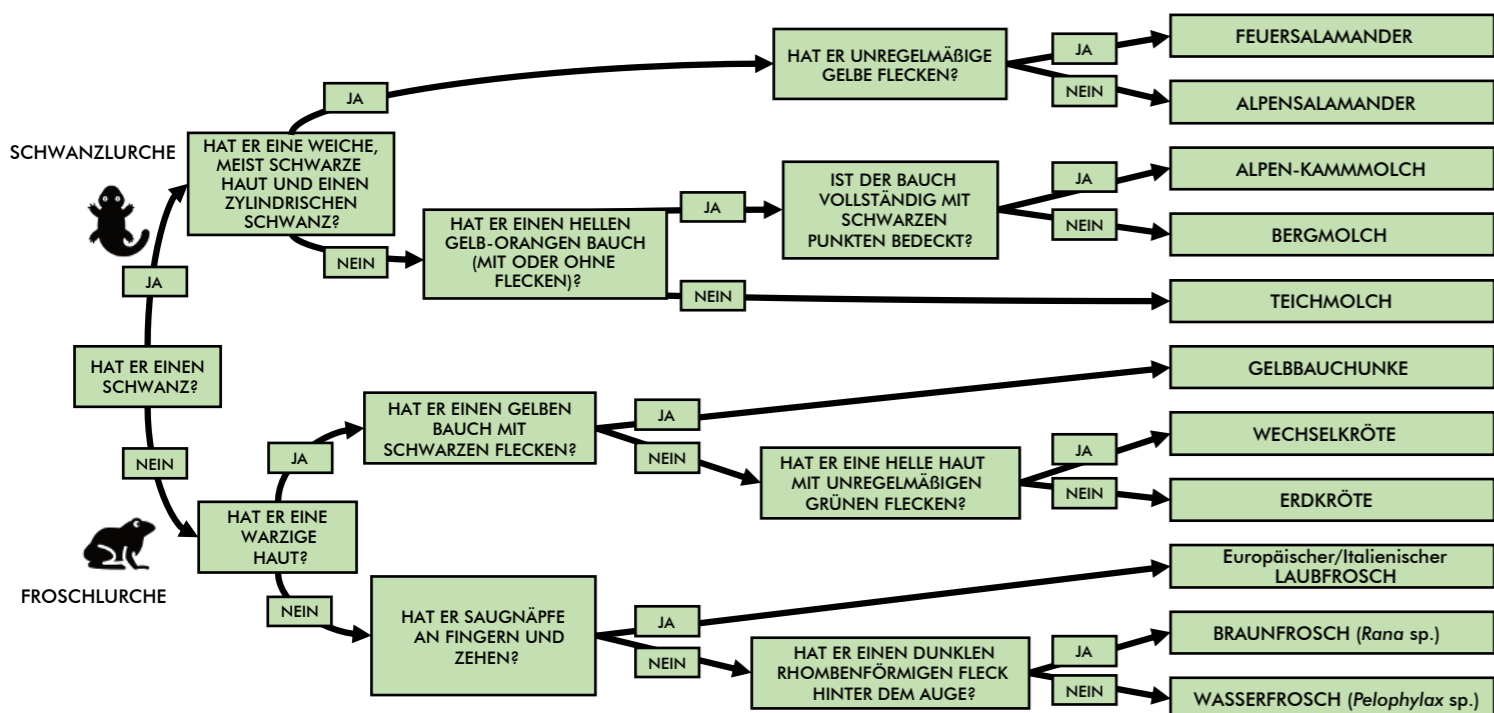 HAT ER UNREGELMÄßIGE
GELBE FLECKEN?
JA
FEUERSALAMANDER
NEIN
ALPENSALAMANDER
JA
SCHWANZLURCHE
HAT ER EINE WEICHE,
MEIST SCHWARZE
HAUT UND EINEN
ZYLINDRISCHEN
SCHWANZ?
NEIN
HAT ER EINEN HELLEN
GELB-ORANGEN BAUCH
(MIT ODER OHNE
FLECKEN)?
JA
IST DER BAUCH
VOLLSTÄNDIG MIT
SCHWARZEN
PUNKTEN BEDECKT?
JA
ALPEN-KAMMMOLCH
NEIN
BERGMOLCH
NEIN
TEICHMOLCH
JA
HAT ER EINEN
SCHWANZ?
NEIN
FROSCHLURCHE
HAT ER EINE
WARZIGE
HAUT?
JA
HAT ER EINEN GELBEN
BAUCH MIT
SCHWARZEN FLECKEN?
JA
GELBBAUCHUNKE
NEIN
HAT ER EINE HELLE HAUT
MIT UNREGELMÄßIGEN
GRÜNEN FLECKEN?
JA
WECHSELKRÖTE
NEIN
ERDKRÖTE
NEIN
HAT ER SAUGNÄPFE
AN FINGERN UND
ZEHEN?
JA
Europäischer/Italienischer
LAUBFROSCH
NEIN
HAT ER EINEN DUNKLEN
RHOMBENFÖRMIGEN FLECK
HINTER DEM AUGE?
JA
BRAUNFROSCH (Rana sp.)
NEIN
WASSERFROSCH (Pelophylax sp.)